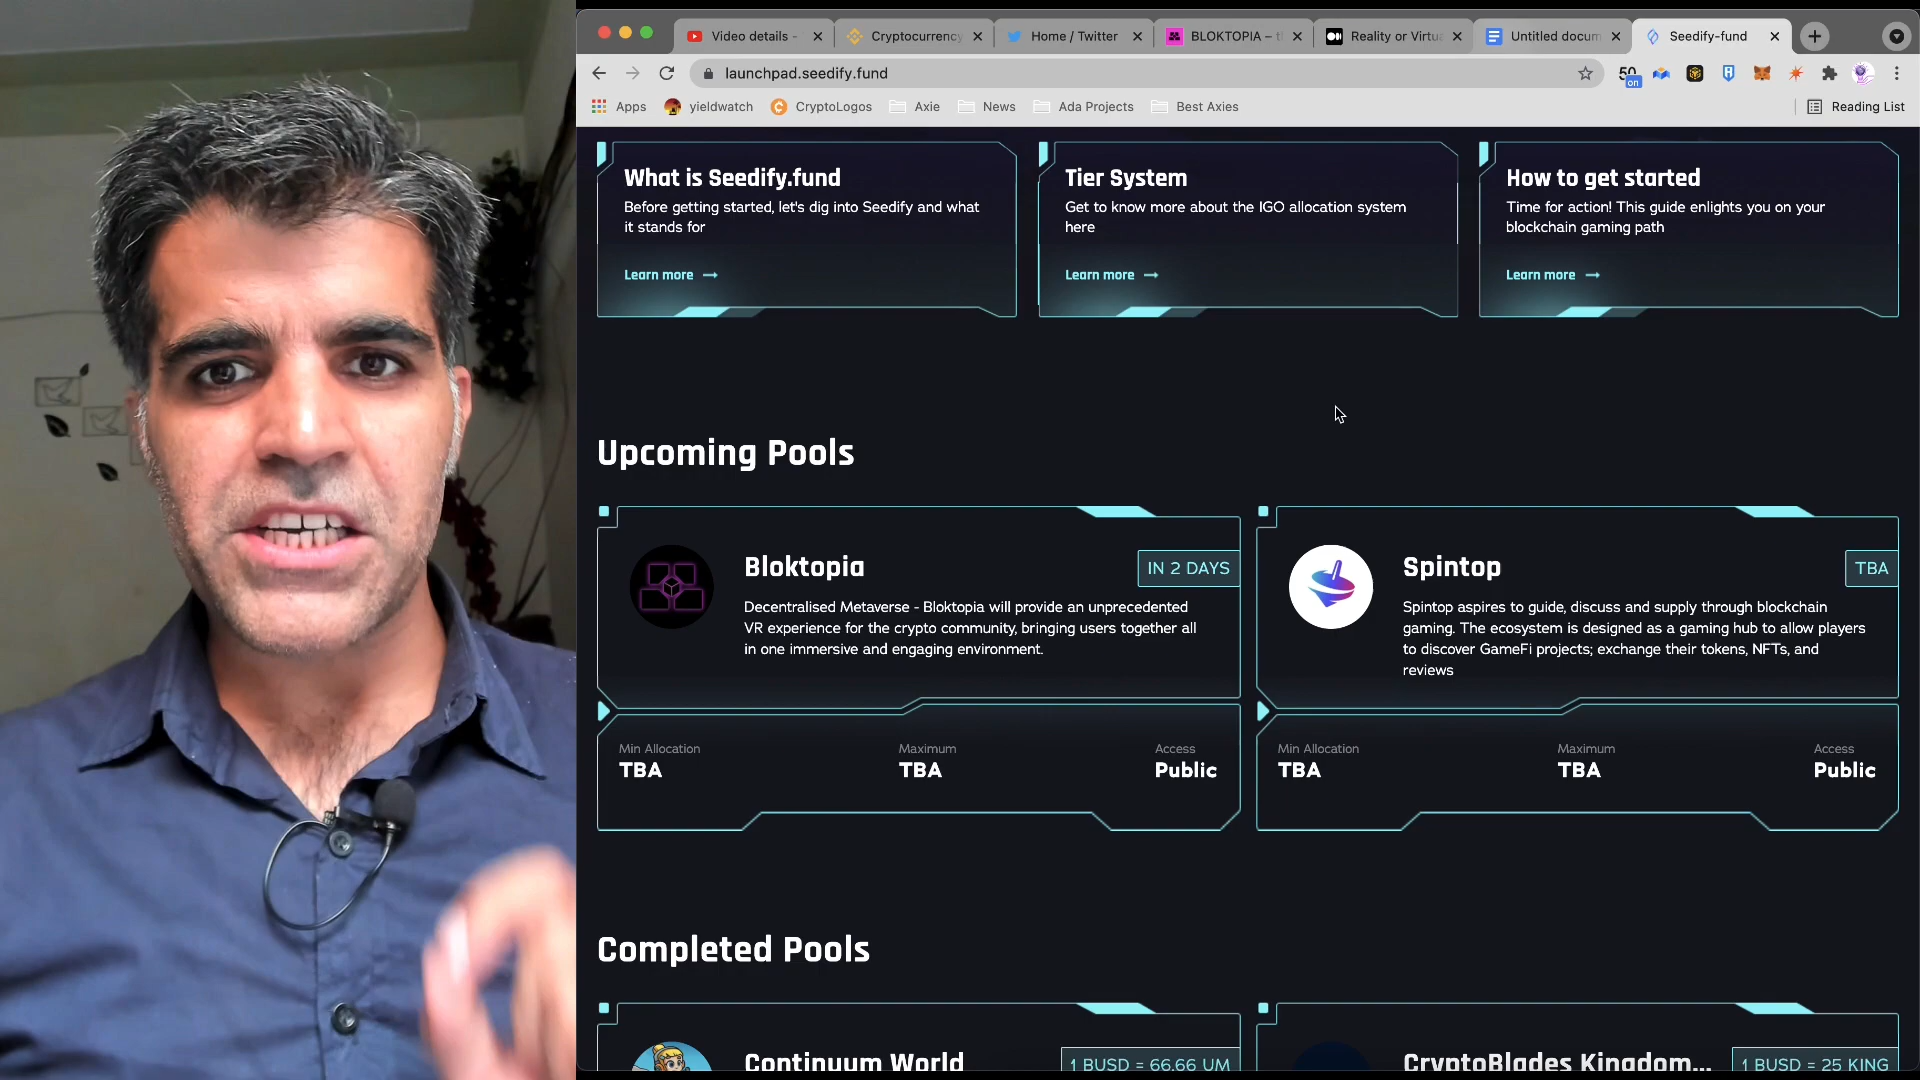 Video details -
Cryptocurrency
Home / Twitter
BLOKTOPIA – t
Reality or Virtu
Untitled docum
Seedify-fund
launchpad.seedify.fund
50
on
Apps
yieldwatch
CryptoLogos
Axie
News
Ada Projects
Best Axies
Reading List
What is Seedify.fund
Before getting started, let's dig into Seedify and what
it stands for
Learn more
Tier System
Get to know more about the IGO allocation system
here
Learn more
How to get started
Time for action! This guide enlights you on your
blockchain gaming path
Learn more
Upcoming Pools
Bloktopia
IN 2 DAYS
Decentralised Metaverse - Bloktopia will provide an unprecedented
VR experience for the crypto community, bringing users together all
in one immersive and engaging environment.
Min Allocation
TBA
Maximum
TBA
Access
Public
Spintop
TBA
Spintop aspires to guide, discuss and supply through blockchain
gaming. The ecosystem is designed as a gaming hub to allow players
to discover GameFi projects; exchange their tokens, NFTs, and
reviews
Min Allocation
TBA
Maximum
TBA
Access
Public
Completed Pools
Continuum World
1 BUSD = 66.66 UM
CryptoBlades Kingdom...
1 BUSD = 25 KING